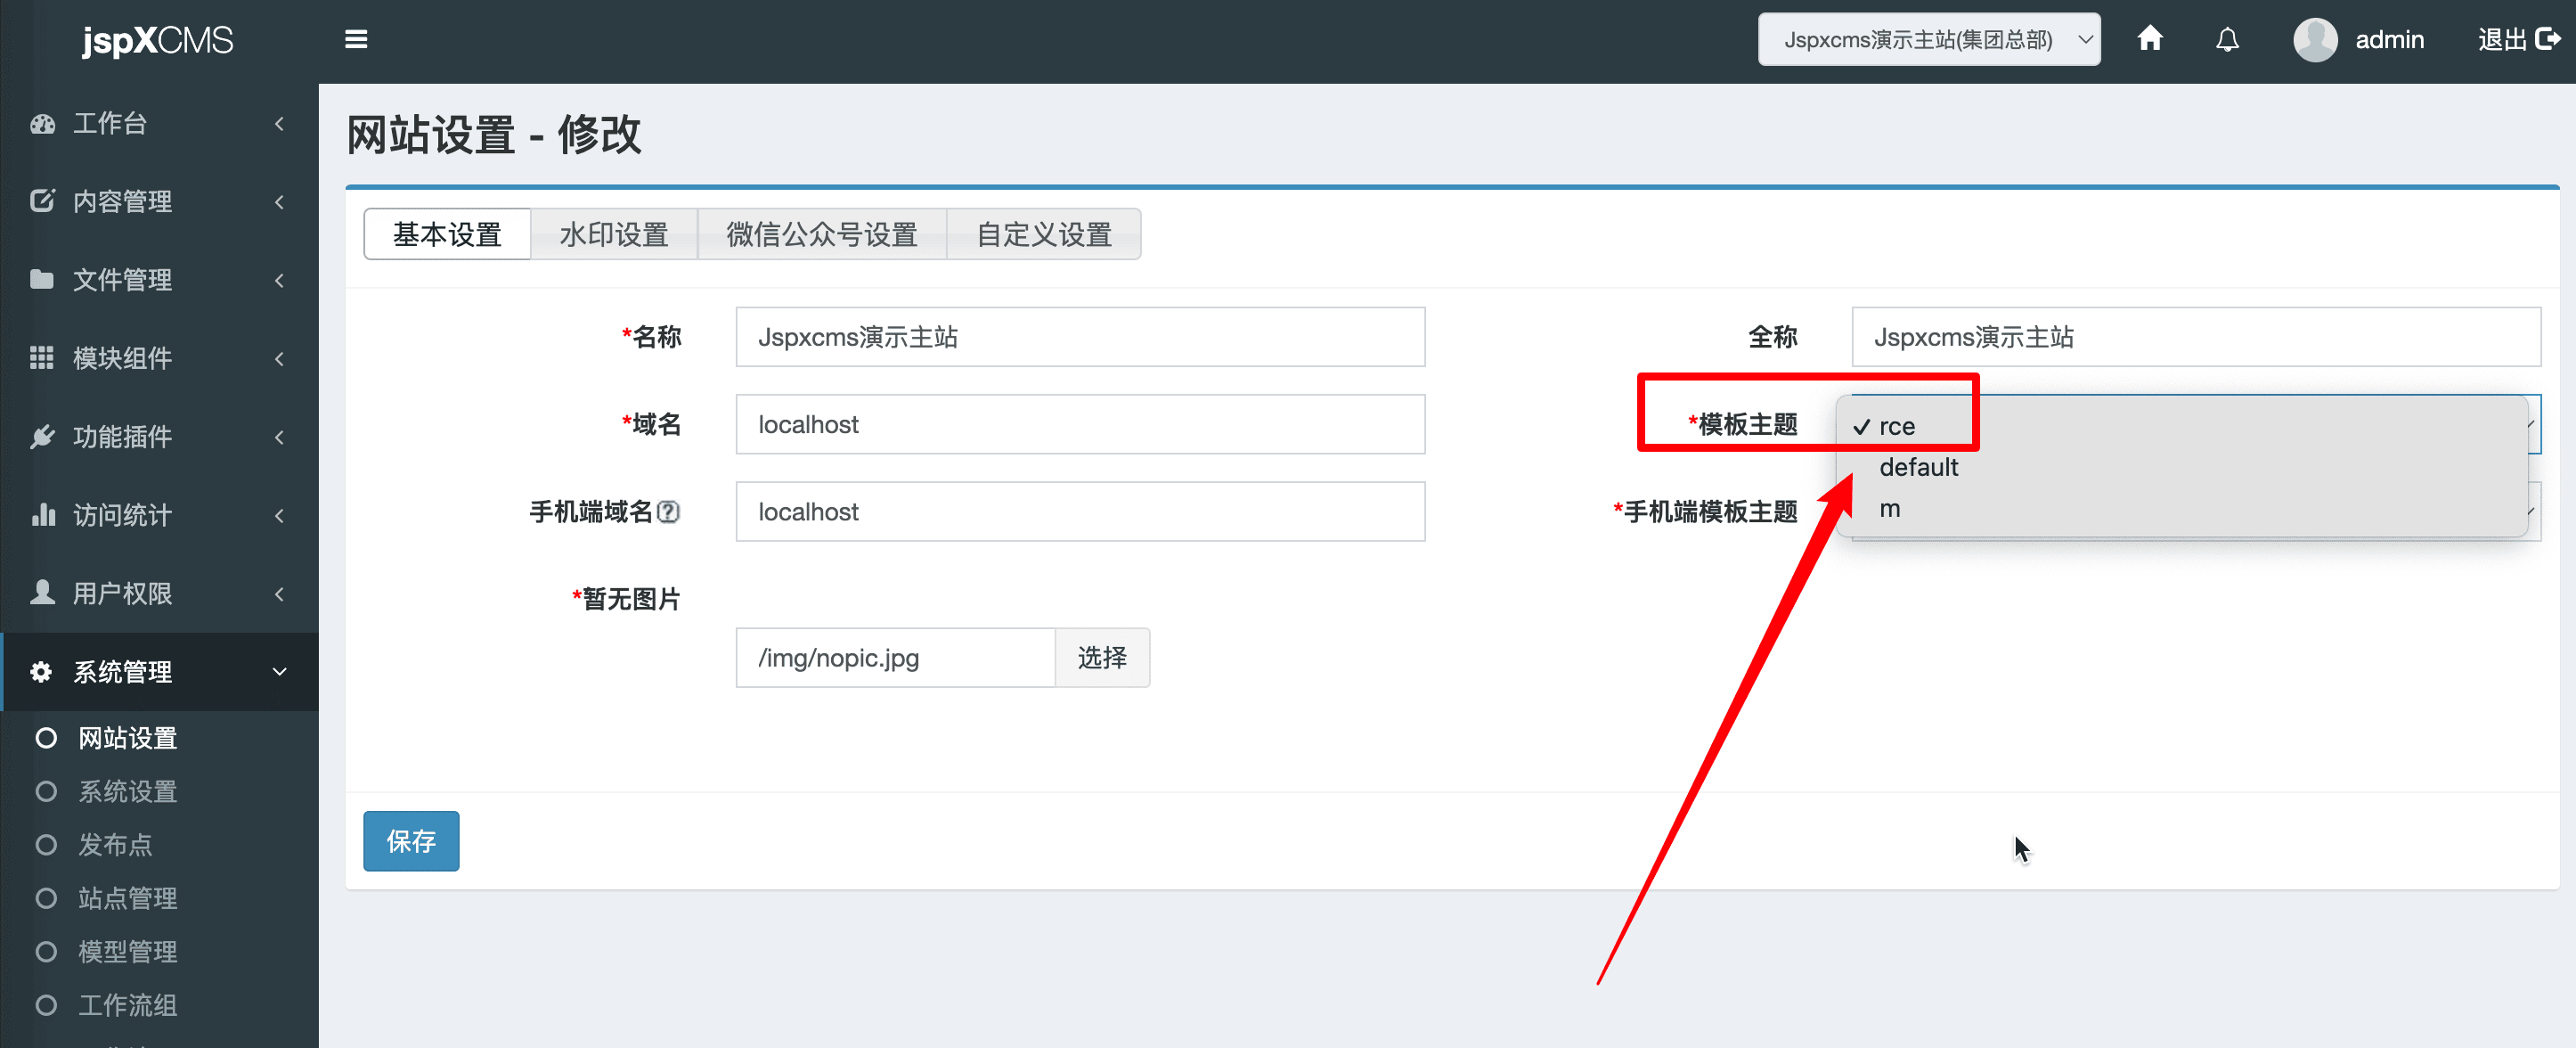 jspXCMS
Jspxcms演示主站(集团总部)
admin
退出
工作台
内容管理
文件管理
模块组件
功能插件
访问统计
用户权限
系统管理
网站设置
系统设置
发布点
站点管理
模型管理
工作流组
网站设置 - 修改
基本设置 水印设置 微信公众号设置 自定义设置
*名称 Jspxcms演示主站 全称 Jspxcms演示主站
*域名 localhost *模板主题 ✓ rce
default
手机端域名 localhost *手机端模板主题 m
*暂无图片
/img/nopic.jpg 选择
保存